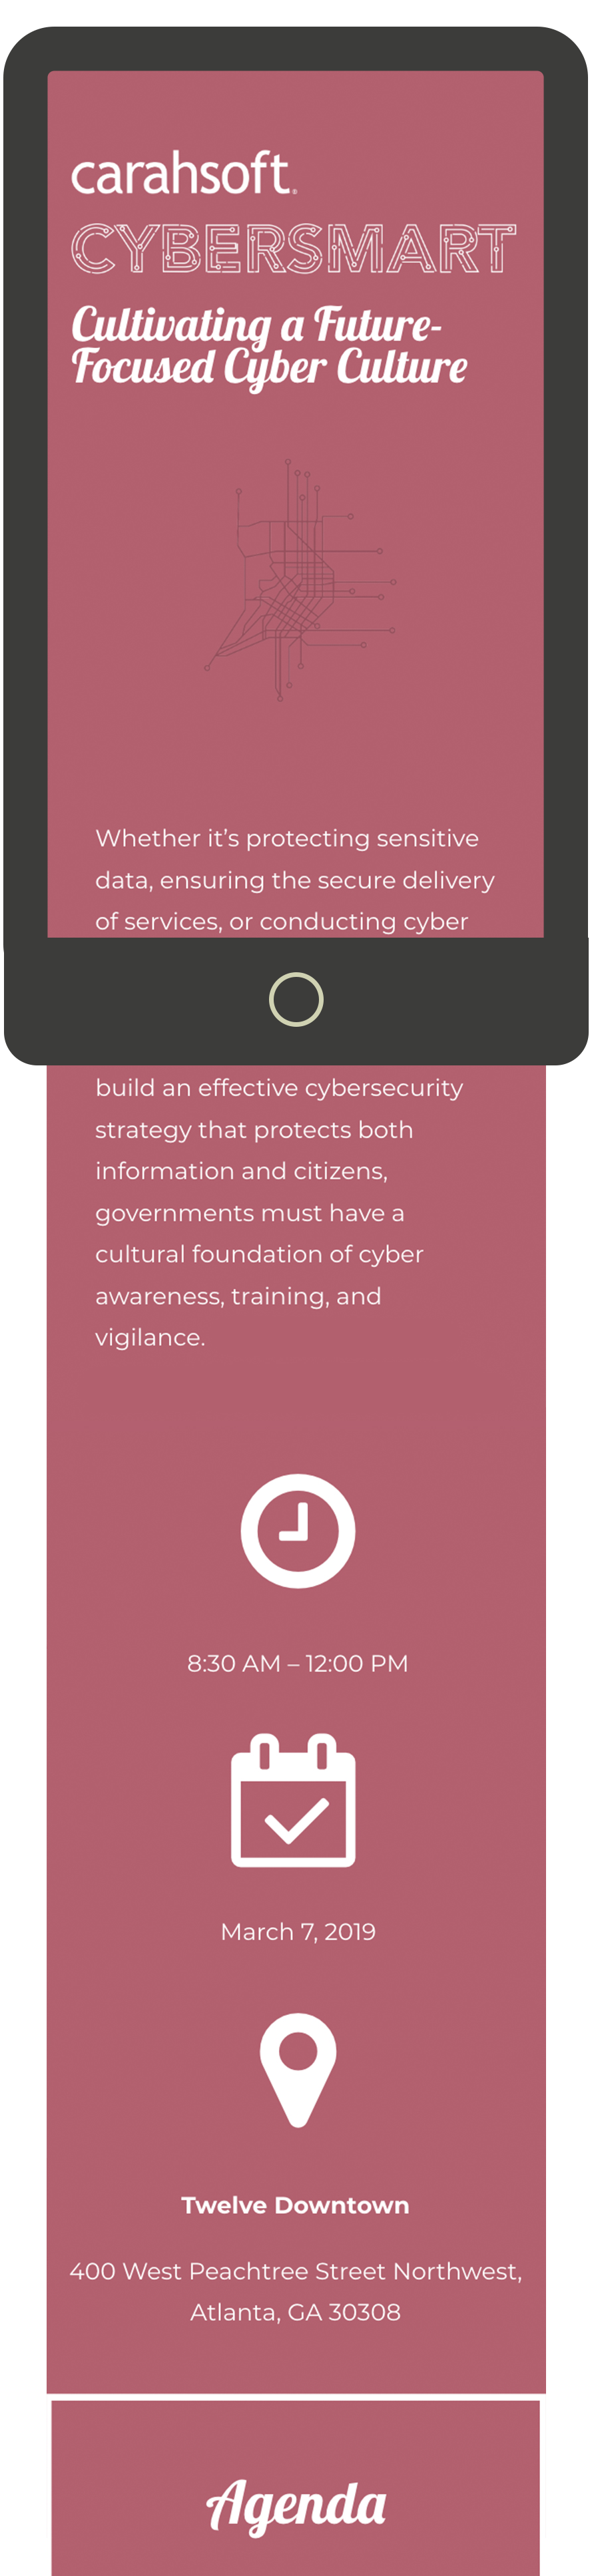 carahsoft®
CYBERSMART
Cultivating a Future-
Focused Cyber Culture
Whether it’s protecting sensitive
data, ensuring the secure delivery
of services, or conducting cyber
build an effective cybersecurity
strategy that protects both
information and citizens,
governments must have a
cultural foundation of cyber
awareness, training, and
vigilance.
8:30 AM – 12:00 PM
March 7, 2019
Twelve Downtown
400 West Peachtree Street Northwest,
Atlanta, GA 30308
Agenda